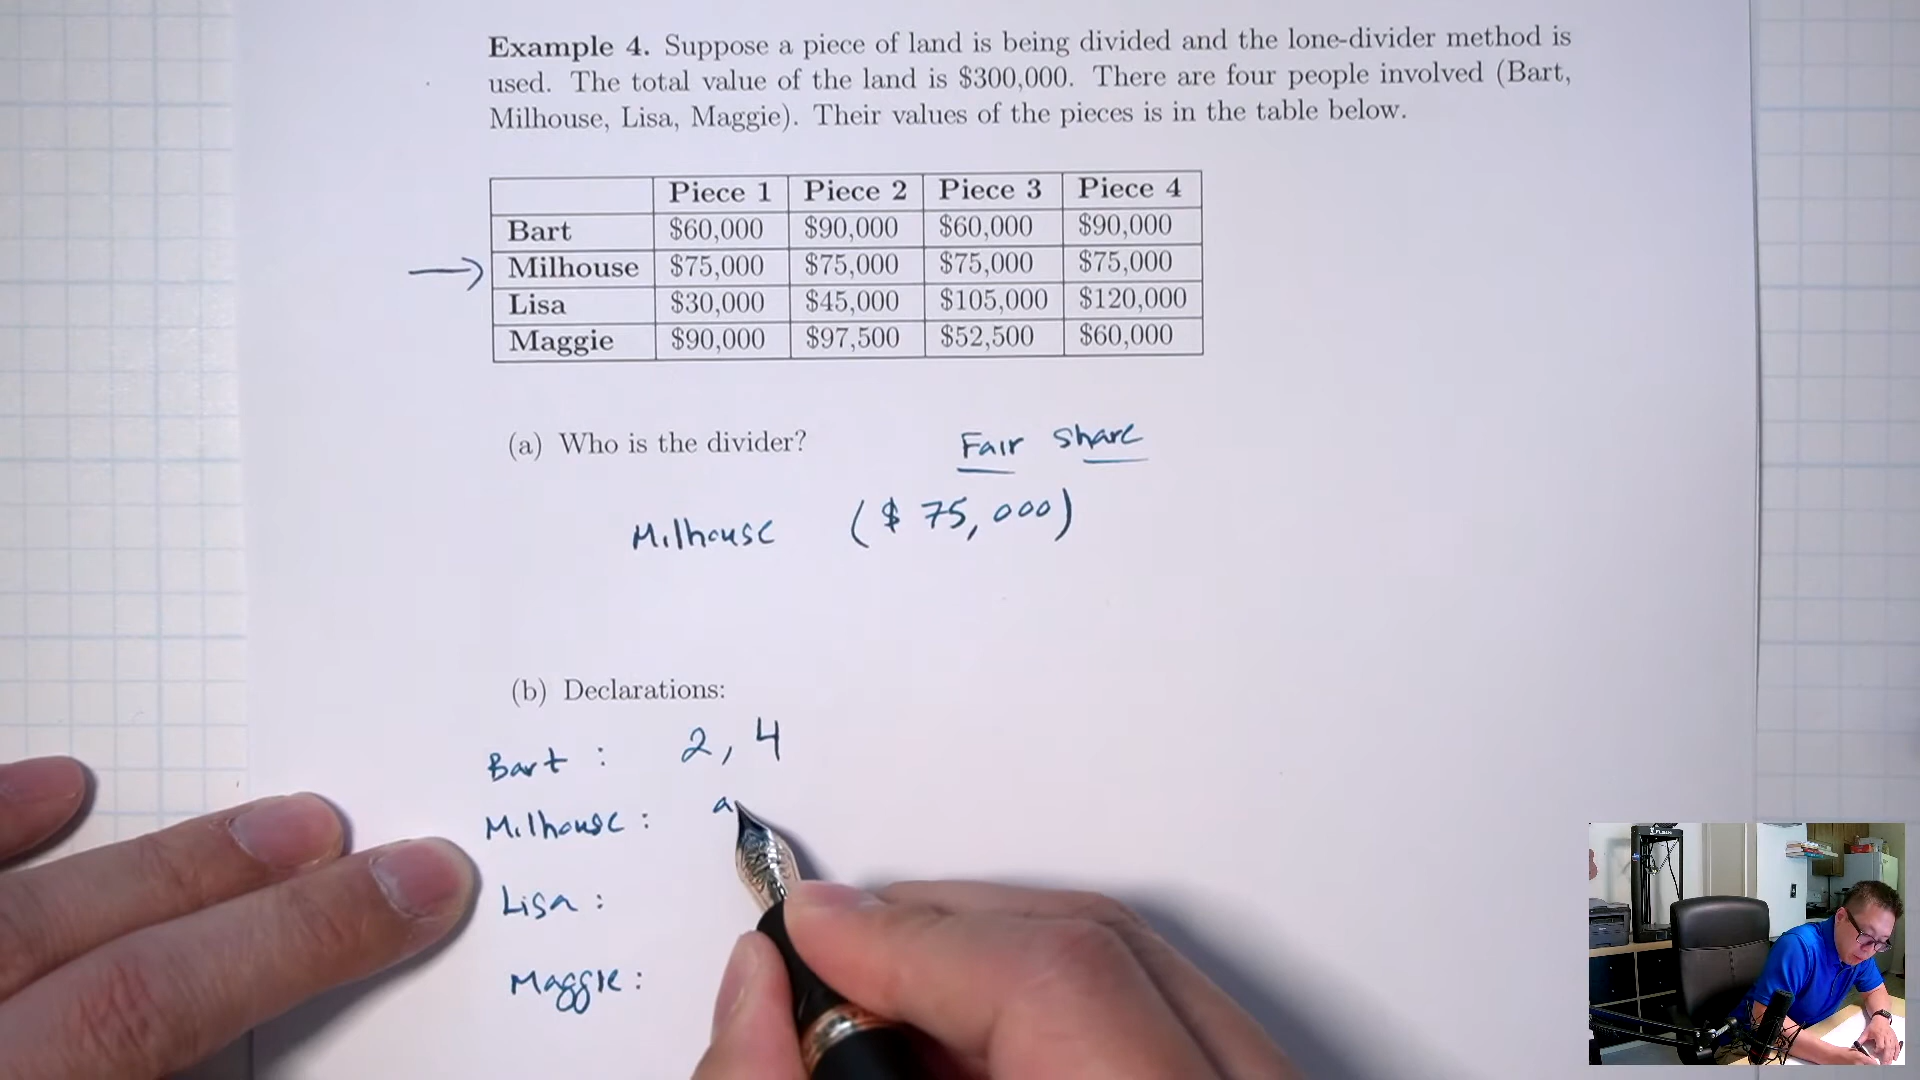 Example 4. Suppose a piece of land is being divided and the lone-divider method is
used. The total value of the land is $300,000. There are four people involved (Bart,
Milhouse, Lisa, Maggie). Their values of the pieces is in the table below.
Piece 1 Piece 2 Piece 3 Piece 4
Bart $60,000 $90,000 $60,000 $90,000
Milhouse $75,000 $75,000 $75,000 $75,000
Lisa $30,000 $45,000 $105,000 $120,000
Maggie $90,000 $97,500 $52,500 $60,000
(a) Who is the divider?
Fair share
Milhouse ($ 75,000)
(b) Declarations:
Bart : 2, 4
Milhouse : a
Lisa :
Maggie :